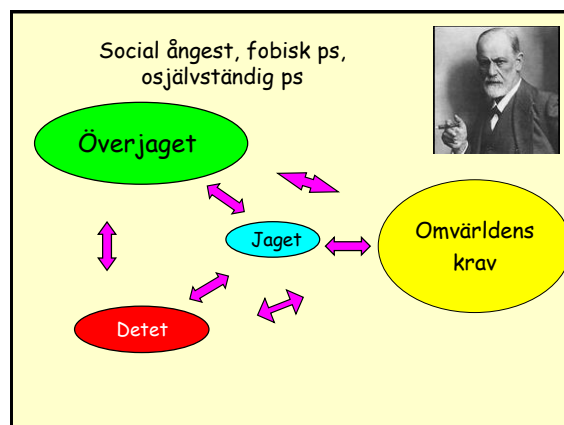 Social ångest, fobisk ps,
osjälvständig ps
Överjaget
Jaget
Omvärldens
krav
Detet